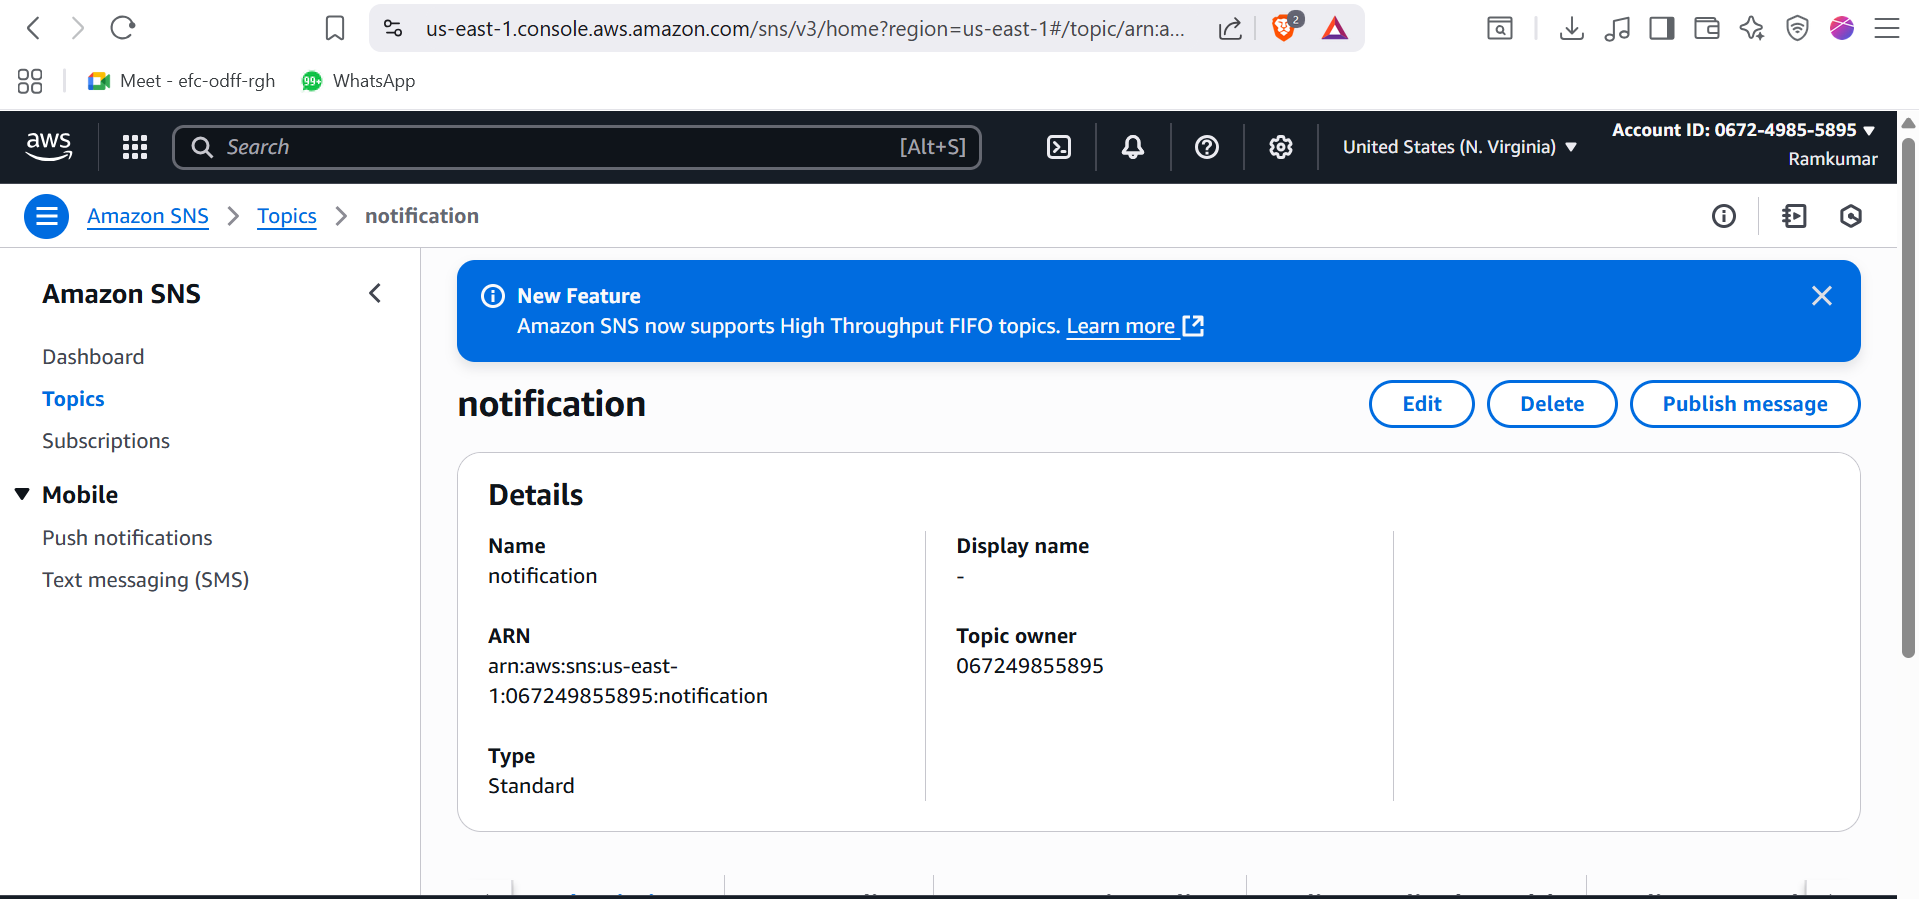 us-east-1.console.aws.amazon.com/sns/v3/home?region=us-east-1#/topic/arn:a...
2
Meet - efc-odff-rgh
99+
WhatsApp
aws
Search
[Alt+S]
United States (N. Virginia)
Account ID: 0672-4985-5895
Ramkumar
Amazon SNS
Topics
notification
Amazon SNS
Dashboard
Topics
Subscriptions
Mobile
Push notifications
Text messaging (SMS)
New Feature
Amazon SNS now supports High Throughput FIFO topics. Learn more
notification
Edit
Delete
Publish message
Details
Name
notification
ARN
arn:aws:sns:us-east-
1:067249855895:notification
Type
Standard
Display name
-
Topic owner
067249855895